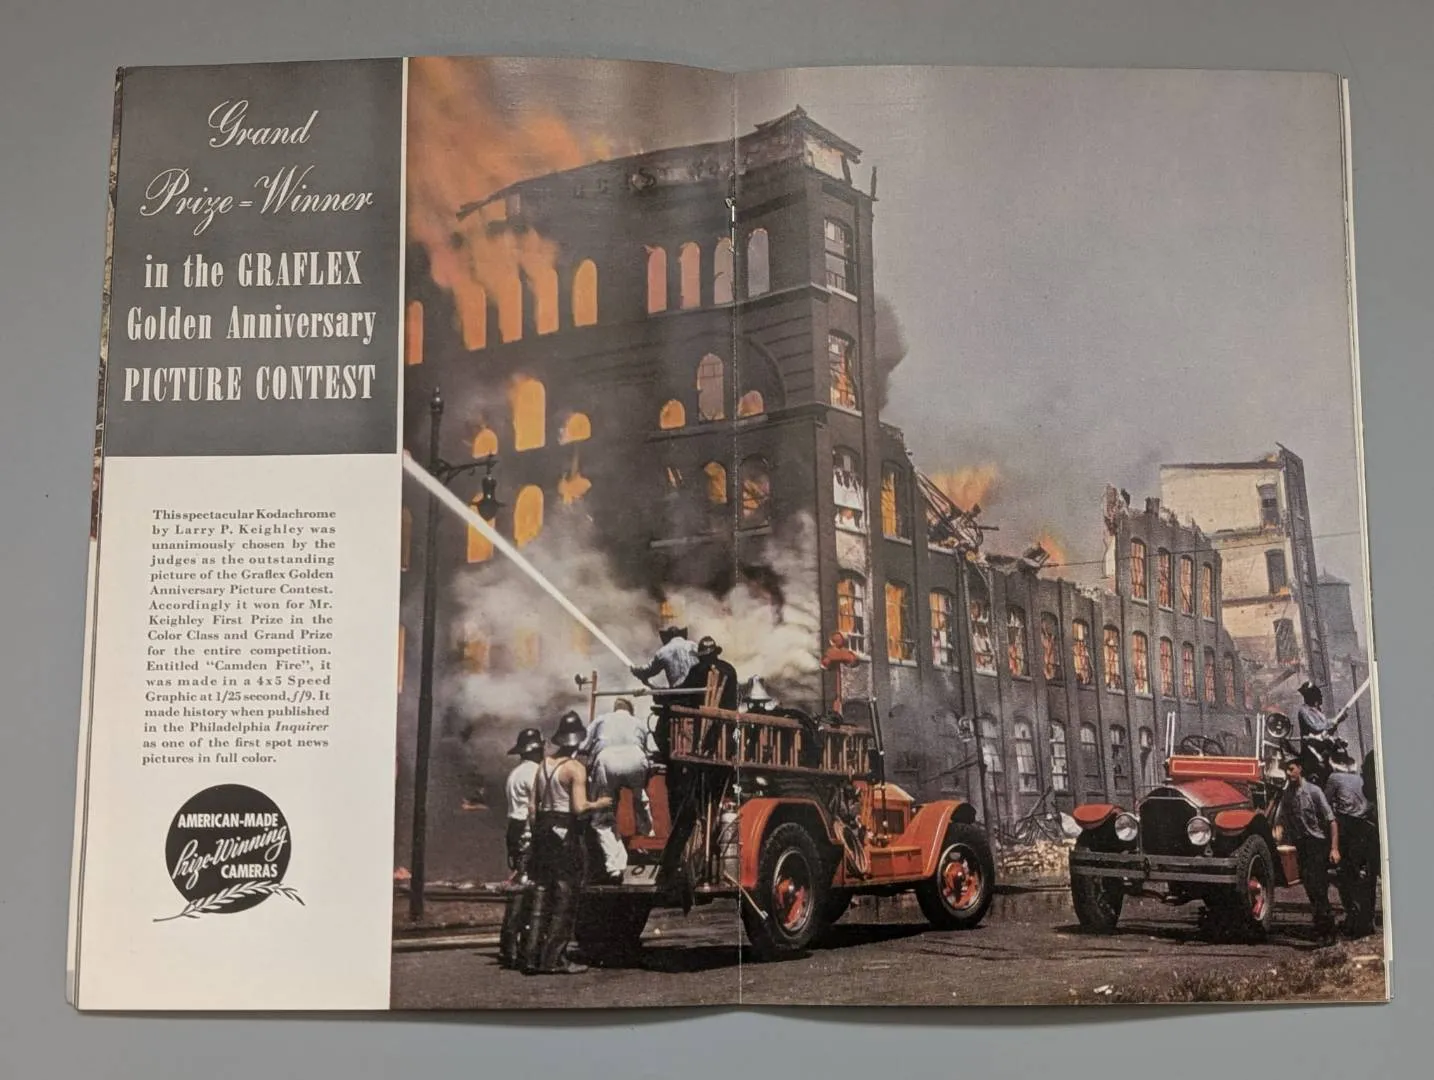 Grand
Prize-Winner
in the GRAFLEX
Golden Anniversary
PICTURE CONTEST
This spectacular Kodachrome
by Larry P. Keighley was
unanimously chosen by the
judges as the outstanding
picture of the Graflex Golden
Anniversary Picture Contest.
Accordingly it won for Mr.
Keighley First Prize in the
Color Class and Grand Prize
for the entire competition.
Entitled “Camden Fire”, it
was made in a 4x5 Speed
Graphic at 1/25 second, f/9. It
made history when published
in the Philadelphia Inquirer
as one of the first spot news
pictures in full color.
AMERICAN-MADE
Prize-Winning
CAMERAS